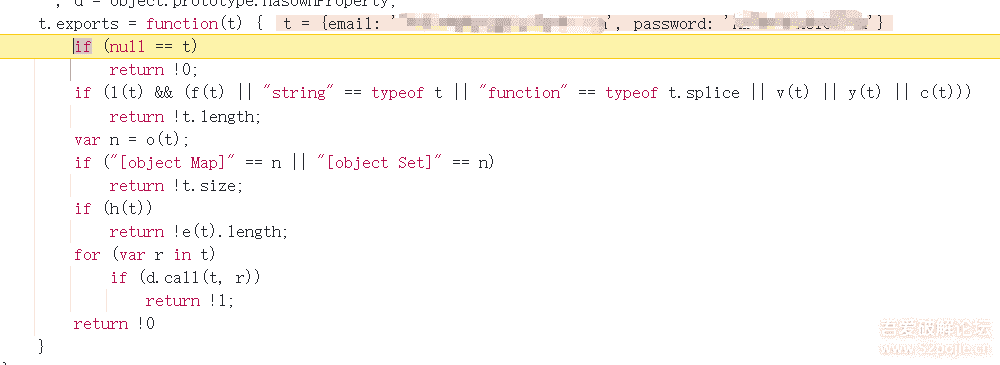 , d = object.prototype.hasOwnProperty;
t.exports = function(t) { t = {email: ' a', password: ' '}
if (null == t)
return !0;
if (l(t) && (f(t) || "string" == typeof t || "function" == typeof t.splice || v(t) || y(t) || c(t)))
return !t.length;
var n = o(t);
if ("[object Map]" == n || "[object Set]" == n)
return !t.size;
if (h(t))
return !e(t).length;
for (var r in t)
if (d.call(t, r))
return !1;
return !0
}
吾爱破解论坛
www.52pojie.cn